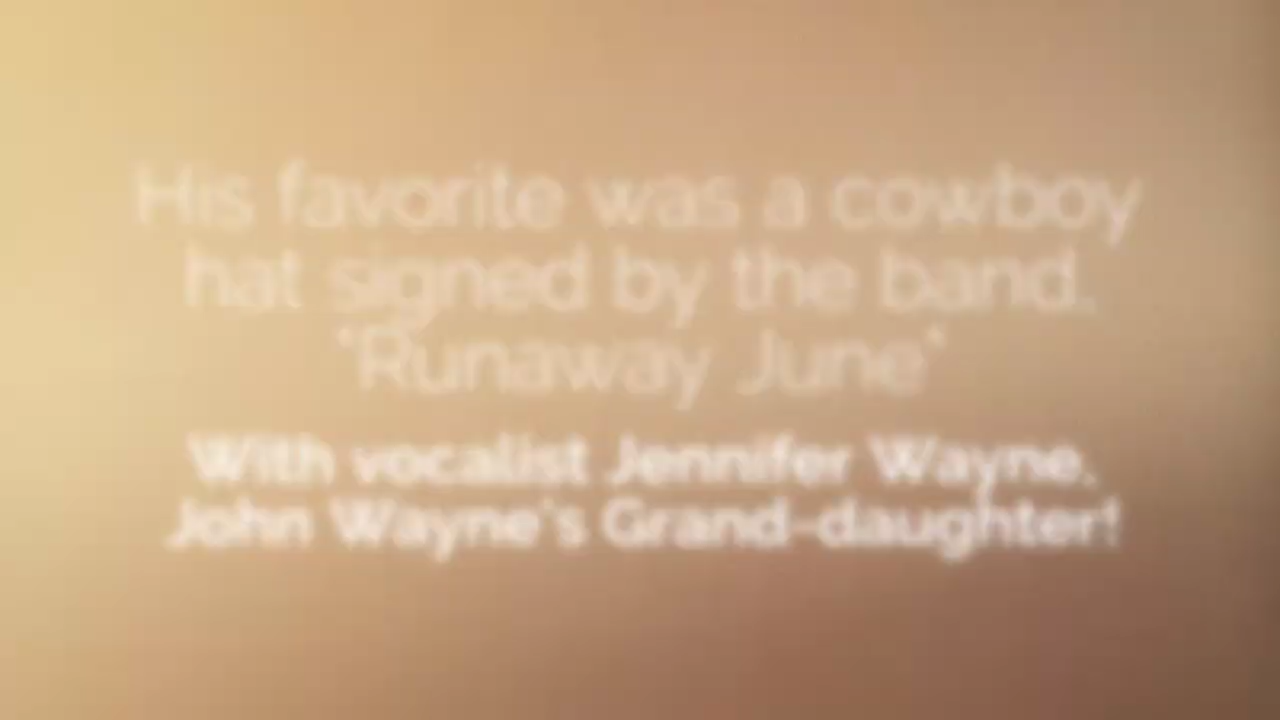 His favorite was a cowboy
hat signed by the band.
"Runaway June"
With vocalist Jennifer Wayne,
John Wayne's Grand-daughter!